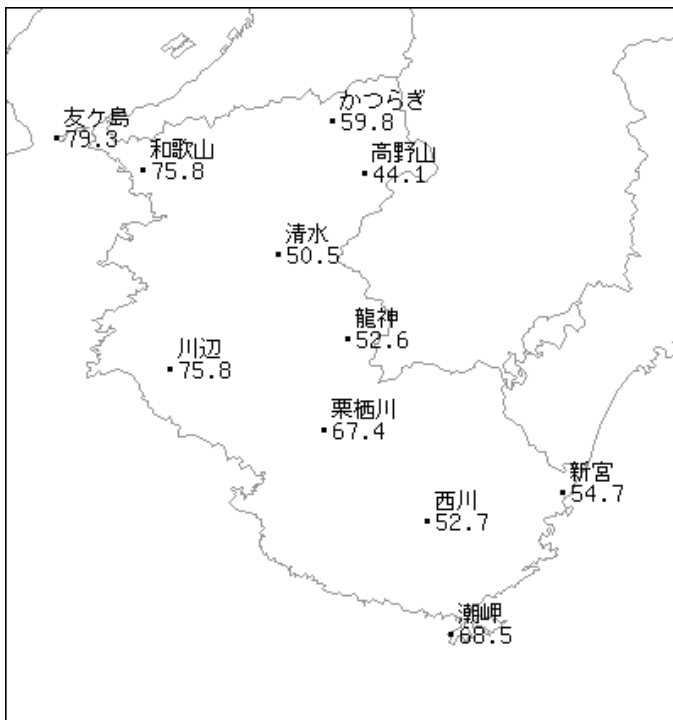 かつらぎ
59.8
友ケ島
79.3
和歌山
75.8
高野山
44.1
清水
50.5
龍神
52.6
川辺
75.8
栗栖川
67.4
新宮
54.7
西川
52.7
潮岬
68.5